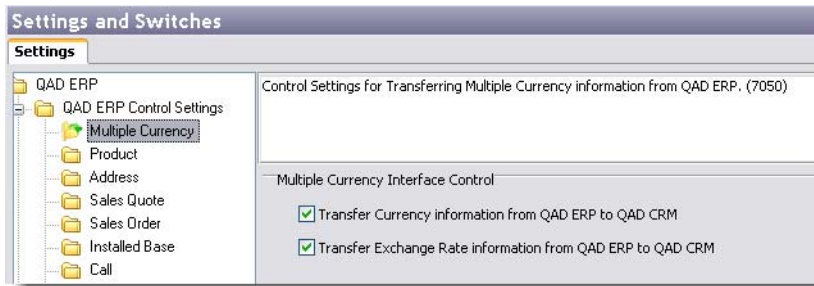 Settings and Switches
Settings
QAD ERP
QAD ERP Control Settings
Multiple Currency
Product
Address
Sales Quote
Sales Order
Installed Base
Call
Control Settings for Transferring Multiple Currency information from QAD ERP. (7050)
Multiple Currency Interface Control
Transfer Currency information from QAD ERP to QAD CRM
Transfer Exchange Rate information from QAD ERP to QAD CRM